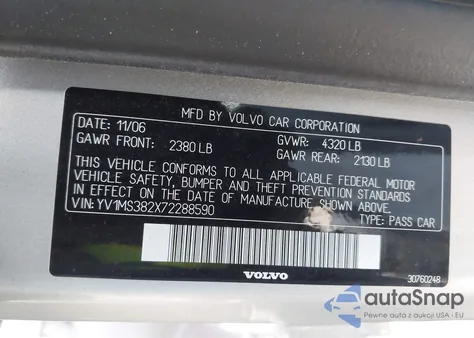 MFD BY VOLVO CAR CORPORATION
DATE: 11/06 GVWR: 4320 LB
GAWR FRONT: 2380 LB GAWR REAR: 2130 LB
THIS VEHICLE CONFORMS TO ALL APPLICABLE FEDERAL MOTOR
VEHICLE SAFETY, BUMPER AND THEFT PREVENTION STANDARDS
IN EFFECT ON THE DATE OF MANUFACTURE SHOWN ABOVE.
VIN: YV1MS382X72288590 TYPE: PASS CAR
VOLVO
30760248
autoSnap
Pewne auta z aukcji USA i EU